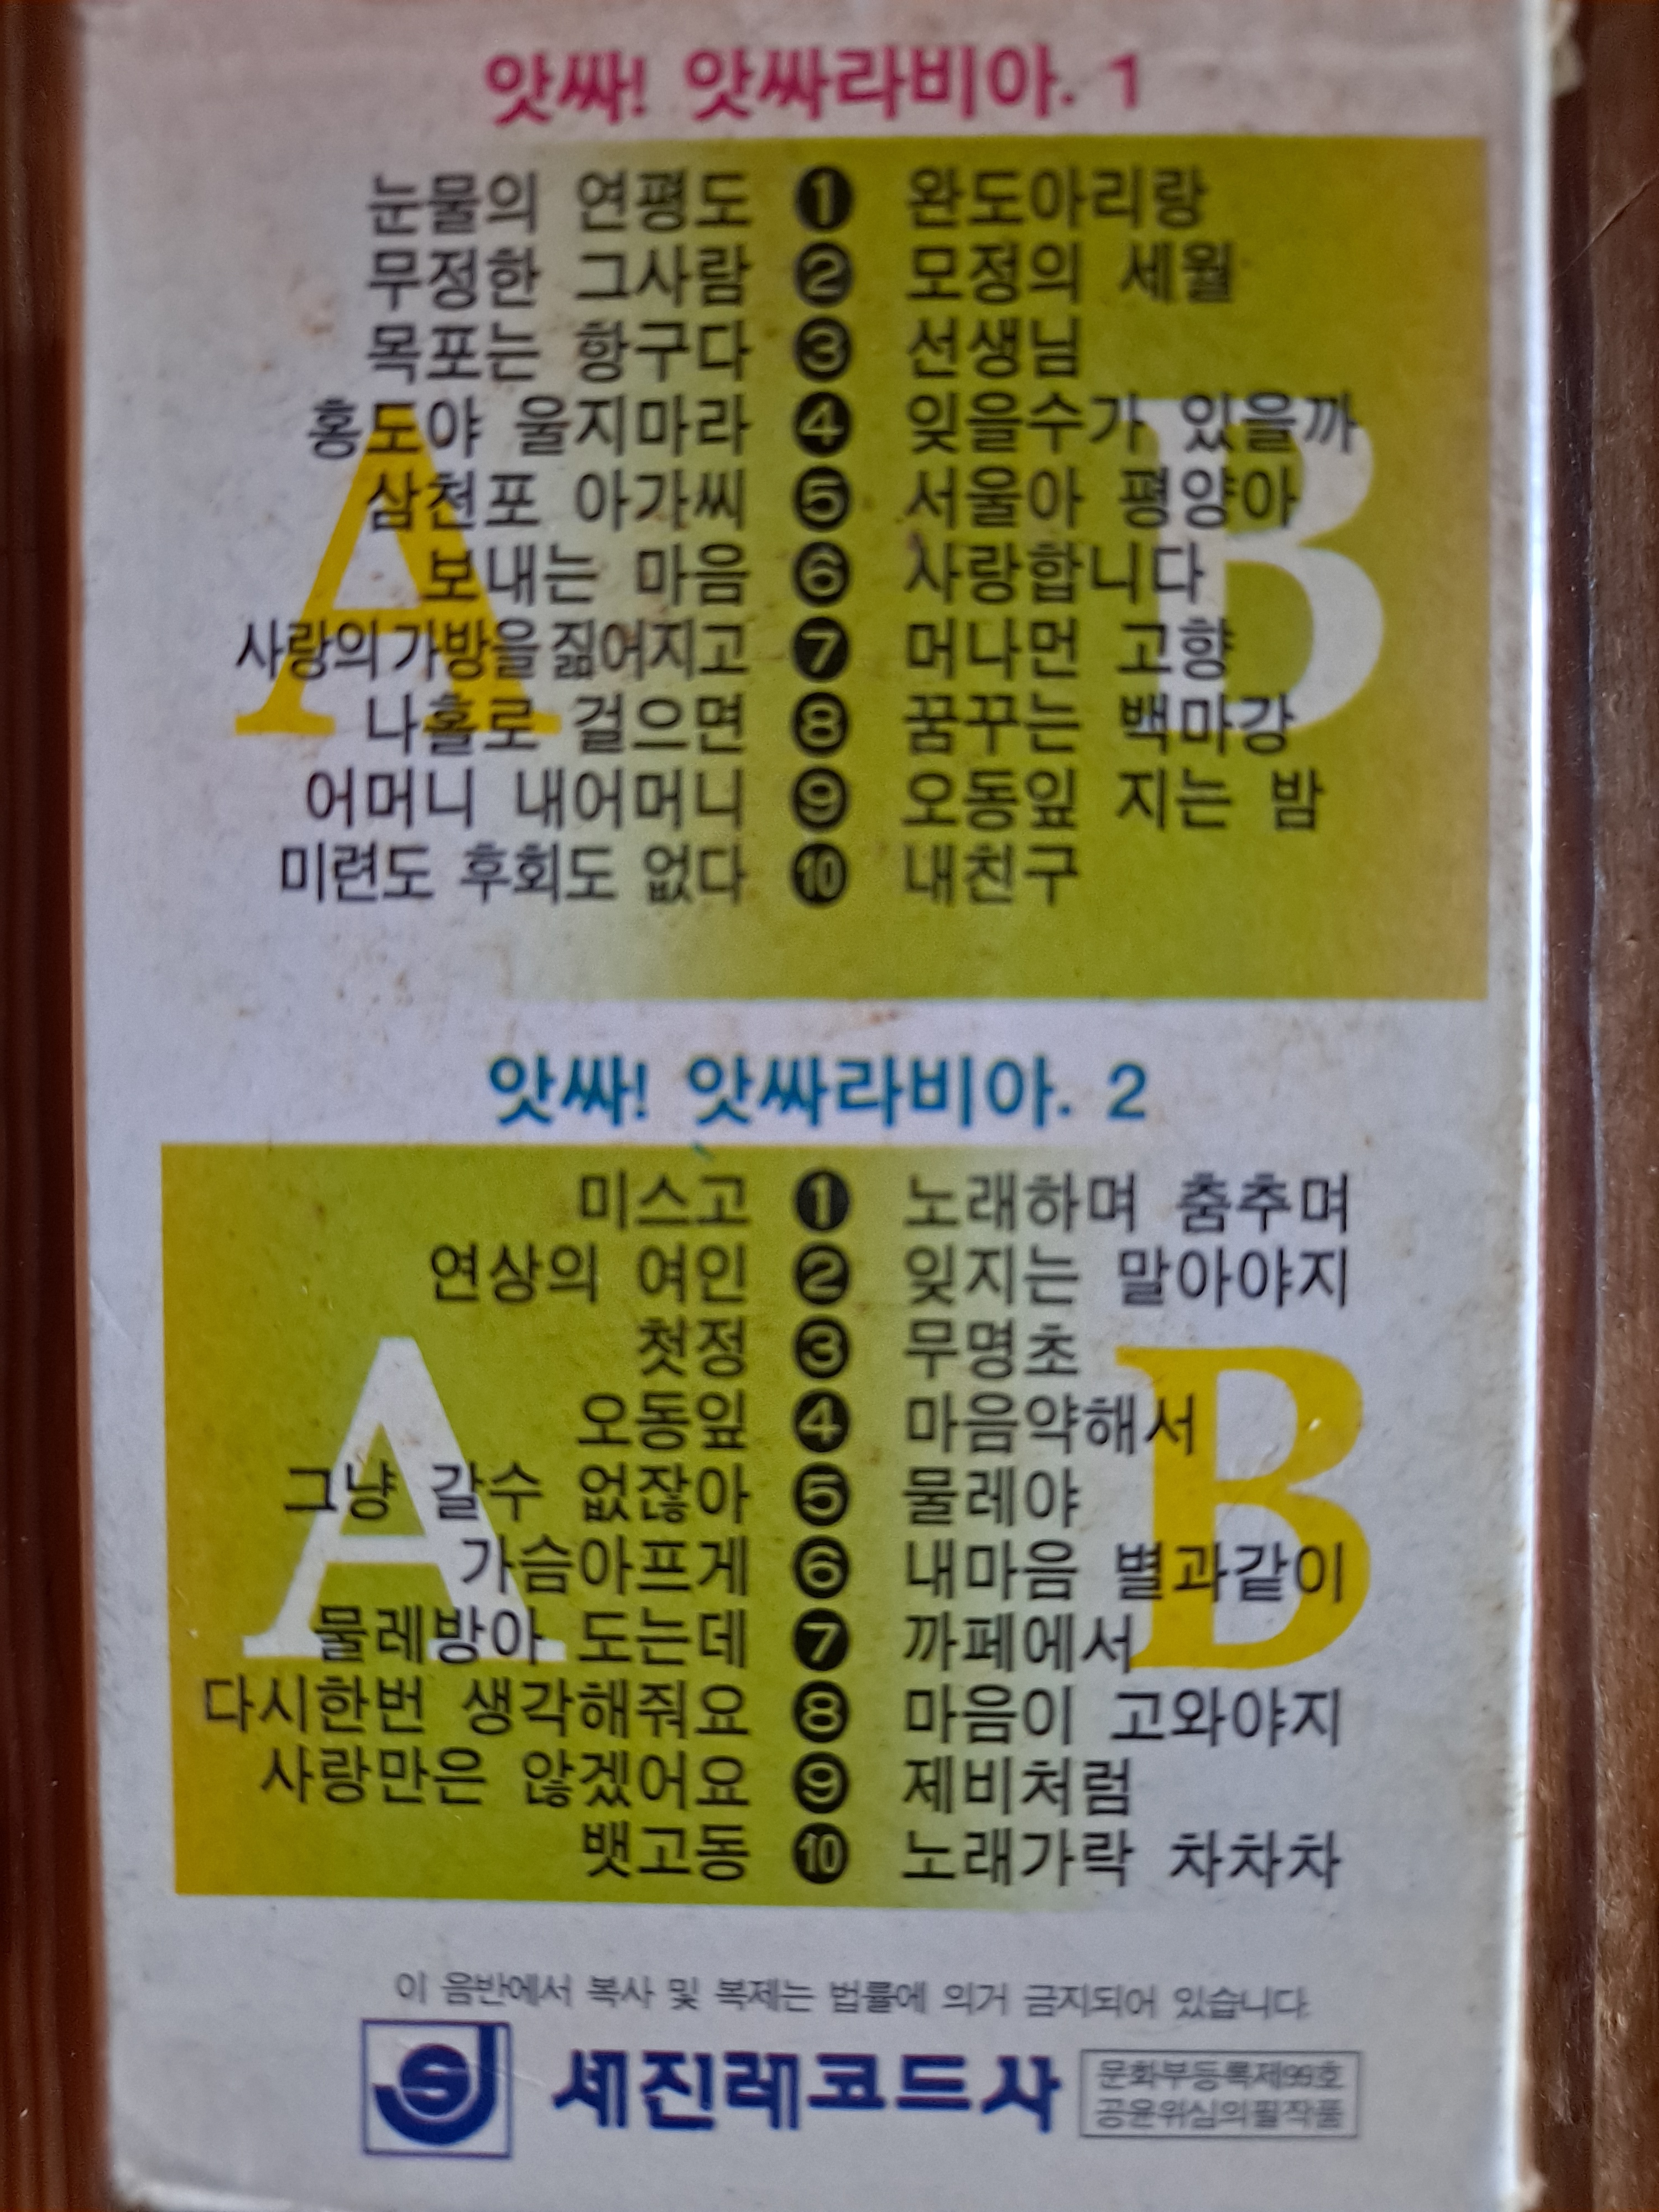 앗싸! 앗싸라비아. 1
눈물의 연평도 ❶ 완도아리랑
무정한 그사람 ❷ 모정의 세월
목포는 항구다 ❸ 선생님
홍도야 울지마라 ❹ 잊을수가 있을까
삼천포 아가씨 ❺ 서울아 평양아
보내는 마음 ❻ 사랑합니다
사랑의 가방을 짊어지고 ❼ 머나먼 고향
나홀로 걸으면 ❽ 꿈꾸는 백마강
어머니 내어머니 ❾ 오동잎 지는 밤
미련도 후회도 없다 ❿ 내친구
A B
앗싸! 앗싸라비아. 2
미스고 ❶ 노래하며 춤추며
연상의 여인 ❷ 잊지는 말아야지
첫정 ❸ 무명초
오동잎 ❹ 마음약해서
그냥 갈수 없잖아 ❺ 물레야
가슴아프게 ❻ 내마음 별과같이
물레방아 도는데 ❼ 까페에서
다시한번 생각해줘요 ❽ 마음이 고와야지
사랑만은 않겠어요 ❾ 제비처럼
뱃고동 ❿ 노래가락 차차차
A B
이 음반에서 복사 및 복제는 법률에 의거 금지되어 있습니다.
SJ 세진레코드사
문화부등록제99호
공윤위심의필작품